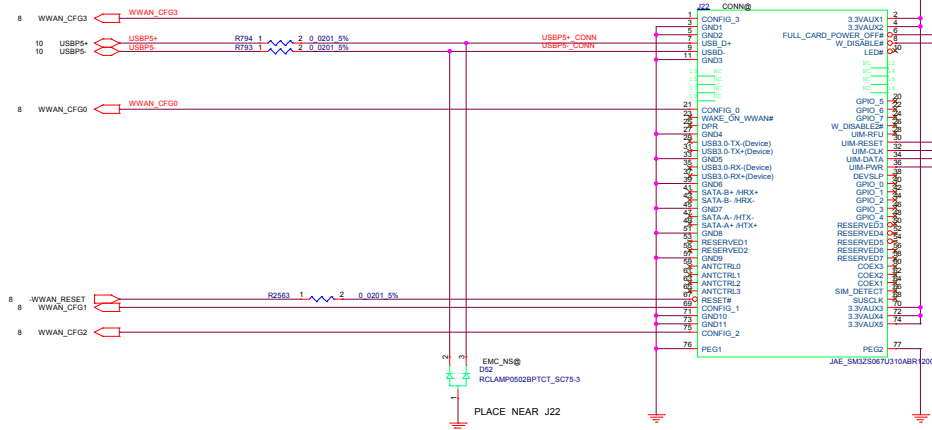 J22 CONN@
8 WWAN_CFG3 WWAN_CFG3 1 CONFIG_3 3.3VAUX1 2
3 GND1 3.3VAUX2 4
5 GND2 FULL_CARD_POWER_OFF# 6
10 USBP5+ USBP5+ R794 1 2 0_0201_5% USBP5+_CONN 7 USB_D+ W_DISABLE# 8
10 USBP5- USBP5- R793 1 2 0_0201_5% USBP5-_CONN 9 USBD- LED# 10
11 GND3
GPIO_5 20
8 WWAN_CFG0 WWAN_CFG0 21 CONFIG_0 GPIO_6 22
23 WAKE_ON_WWAN# GPIO_7 24
25 DPR W_DISABLE2# 26
27 GND4 UIM-RFU 28
29 USB3.0-TX-(Device) UIM-RESET 30
31 USB3.0-TX+(Device) UIM-CLK 32
33 GND5 UIM-DATA 34
35 USB3.0-RX-(Device) UIM-PWR 36
37 USB3.0-RX+(Device) DEVSLP 38
39 GND6 GPIO_0 40
41 SATA-B+ /HRX+ GPIO_1 42
43 SATA-B- /HRX- GPIO_2 44
45 GND7 GPIO_3 46
47 SATA-A- /HTX- GPIO_4 48
49 SATA-A+ /HTX+ RESERVED3 50
51 GND8 RESERVED4 52
53 RESERVED1 RESERVED5 54
55 RESERVED2 RESERVED6 56
57 GND9 RESERVED7 58
59 ANTCTRL0 COEX3 60
61 ANTCTRL1 COEX2 62
63 ANTCTRL2 COEX1 64
65 ANTCTRL3 SIM_DETECT 66
8 -WWAN_RESET R2563 1 2 0_0201_5% 67 RESET# SUSCLK 68
8 WWAN_CFG1 69 CONFIG_1 3.3VAUX3 70
71 GND10 3.3VAUX4 72
73 GND11 3.3VAUX5 74
8 WWAN_CFG2 75 CONFIG_2
76 PEG1 PEG2 77
JAE_SM3ZS067U310ABR1200
2 3 EMC_NS@
D52
RCLAMP0502BPTCT_SC75-3
1
PLACE NEAR J22